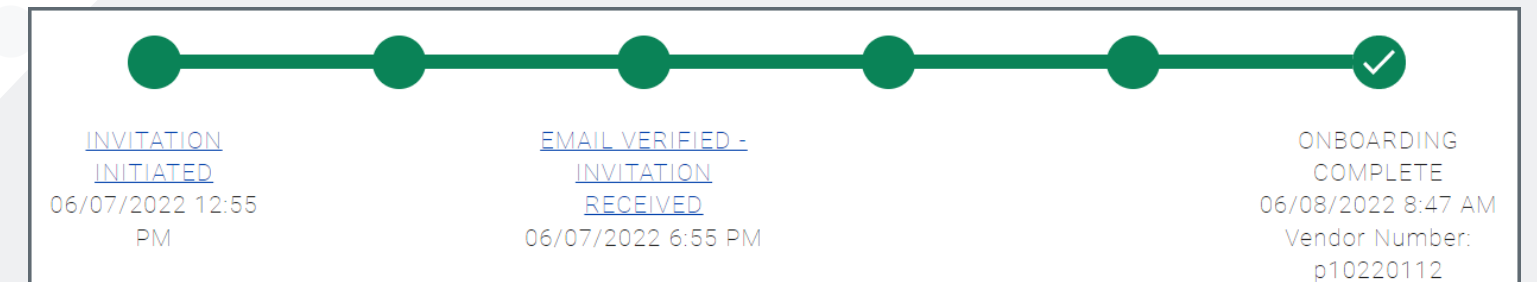 INVITATION
INITIATED
06/07/2022 12:55
PM
EMAIL VERIFIED -
INVITATION
RECEIVED
06/07/2022 6:55 PM
ONBOARDING
COMPLETE
06/08/2022 8:47 AM
Vendor Number:
p10220112